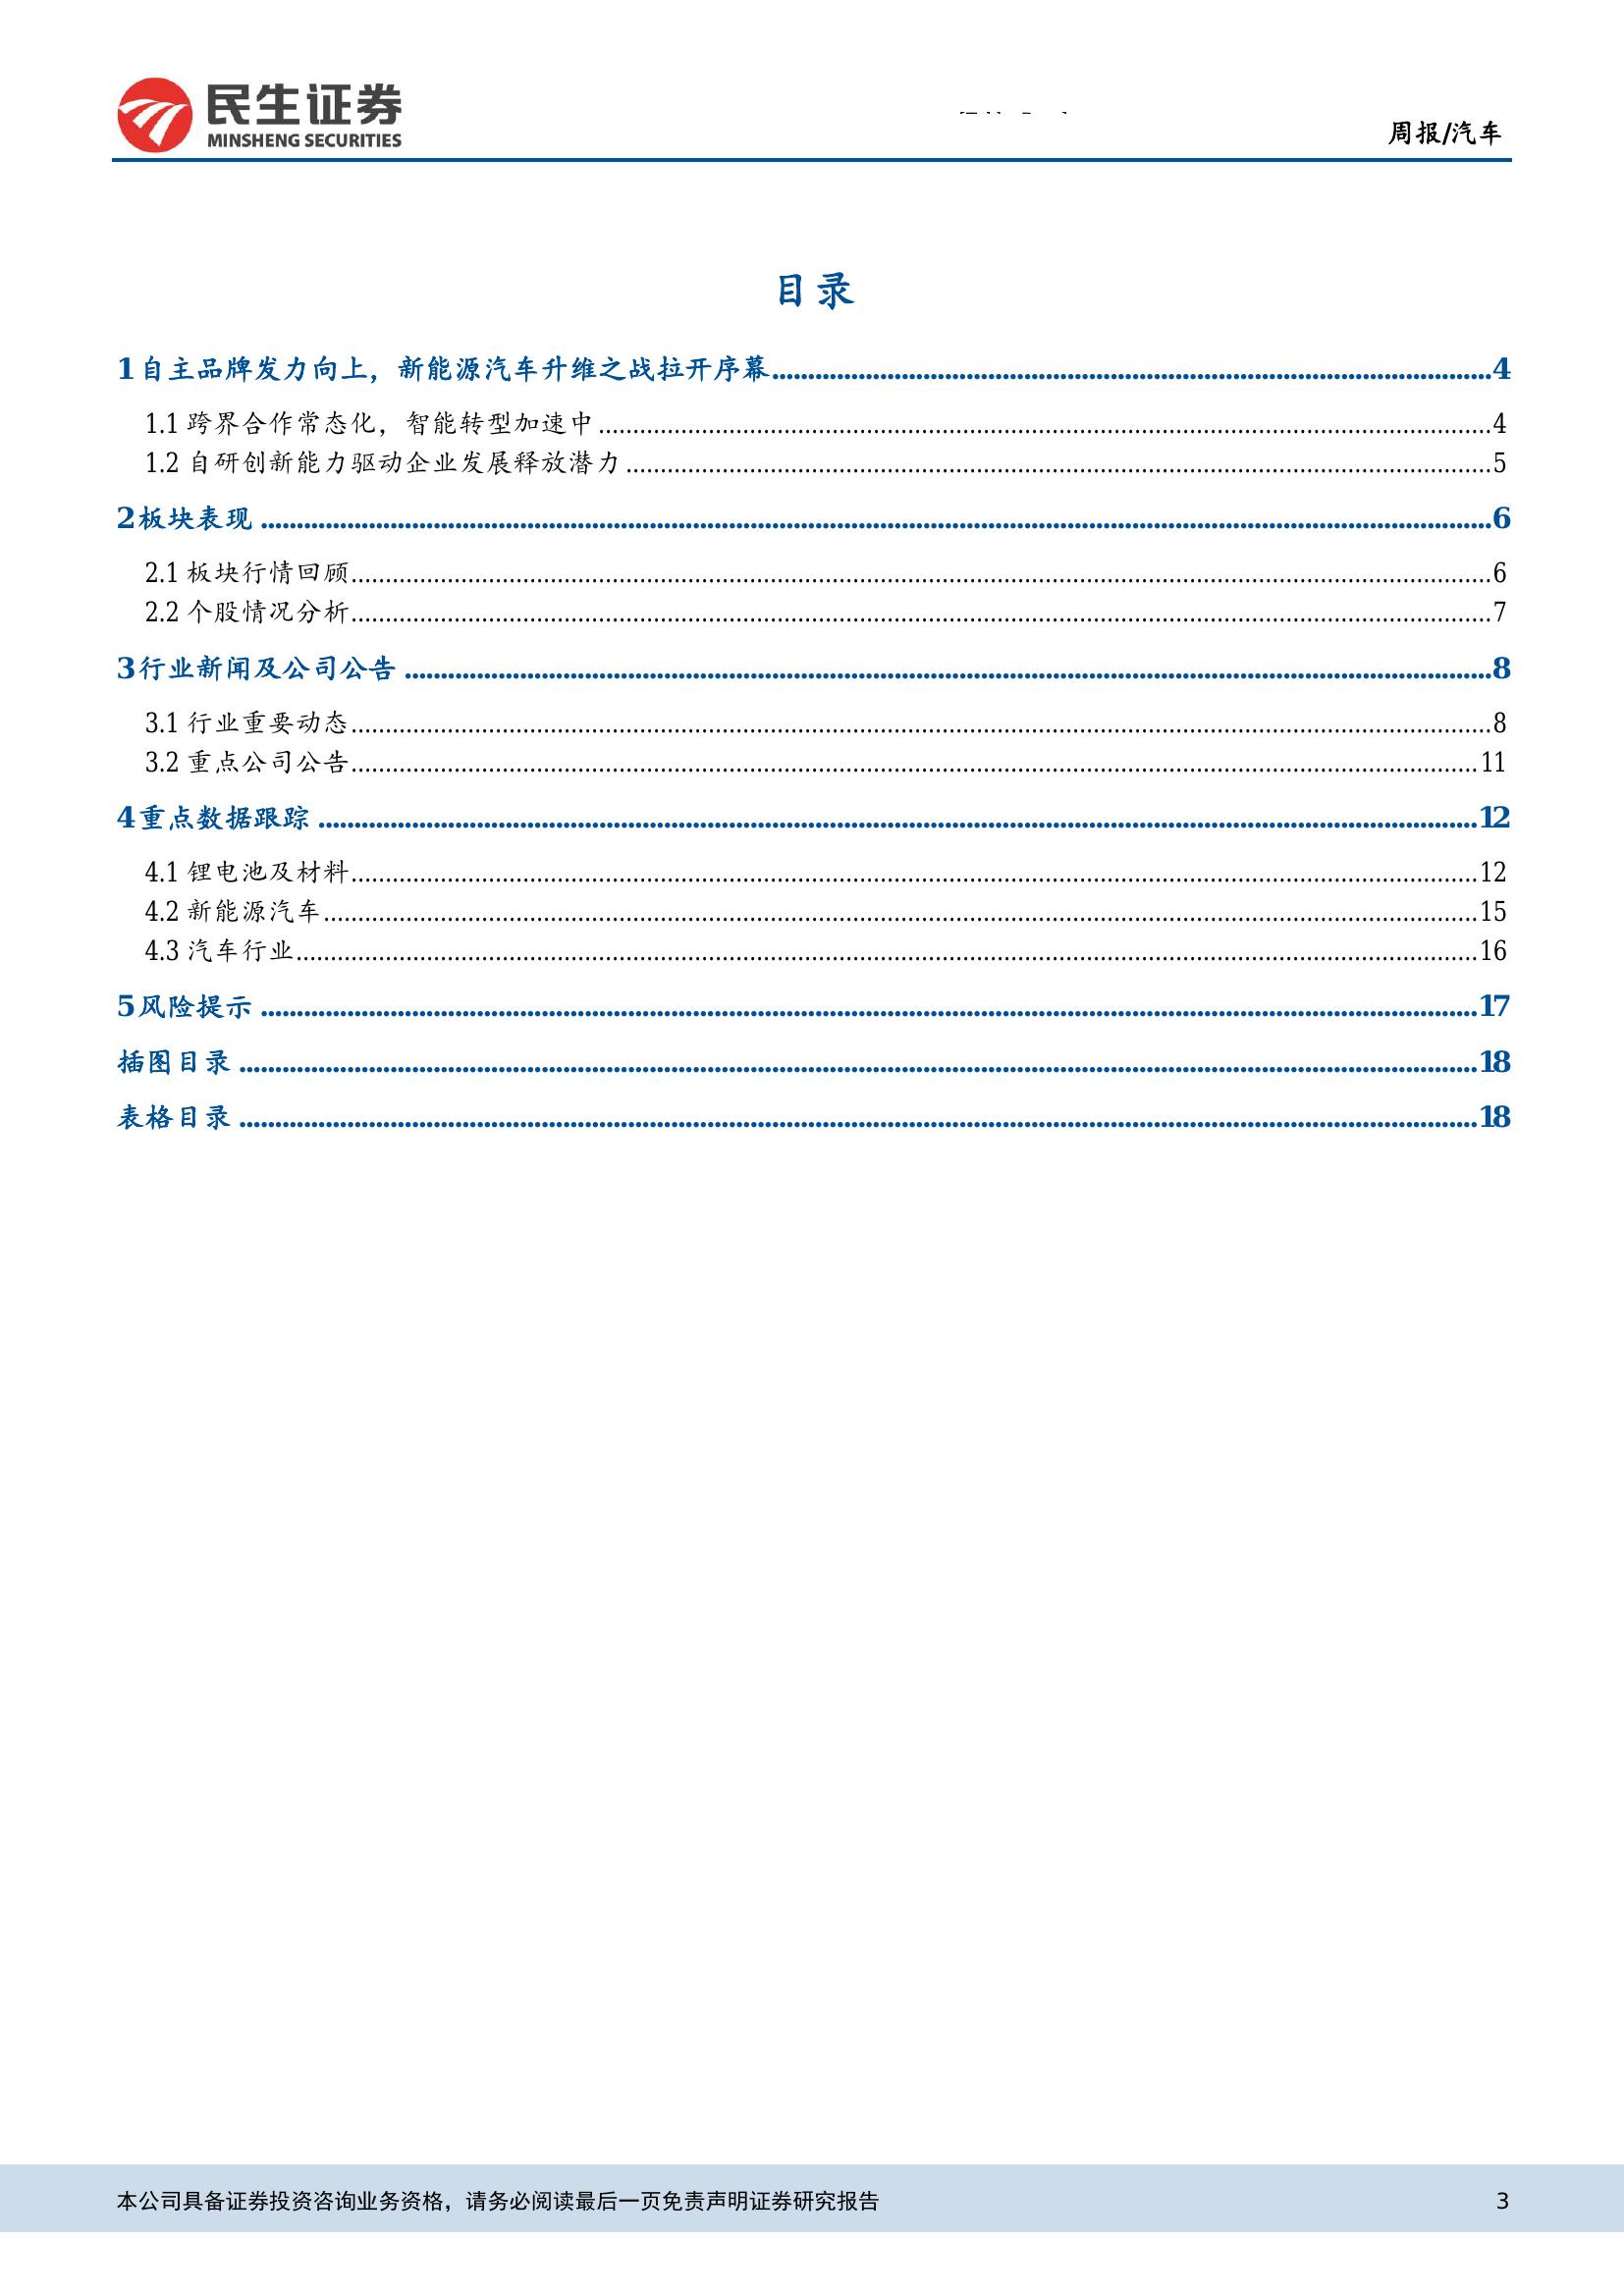 民生证券
MINSHENG SECURITIES
周报/汽车
目录
1 自主品牌发力向上，新能源汽车升维之战拉开序幕 4
1.1 跨界合作常态化，智能转型加速中 4
1.2 自研创新能力驱动企业发展释放潜力 5
2 板块表现 6
2.1 板块行情回顾 6
2.2 个股情况分析 7
3 行业新闻及公司公告 8
3.1 行业重要动态 8
3.2 重点公司公告 11
4 重点数据跟踪 12
4.1 锂电池及材料 12
4.2 新能源汽车 15
4.3 汽车行业 16
5 风险提示 17
插图目录 18
表格目录 18
本公司具备证券投资咨询业务资格，请务必阅读最后一页免责声明证券研究报告 3